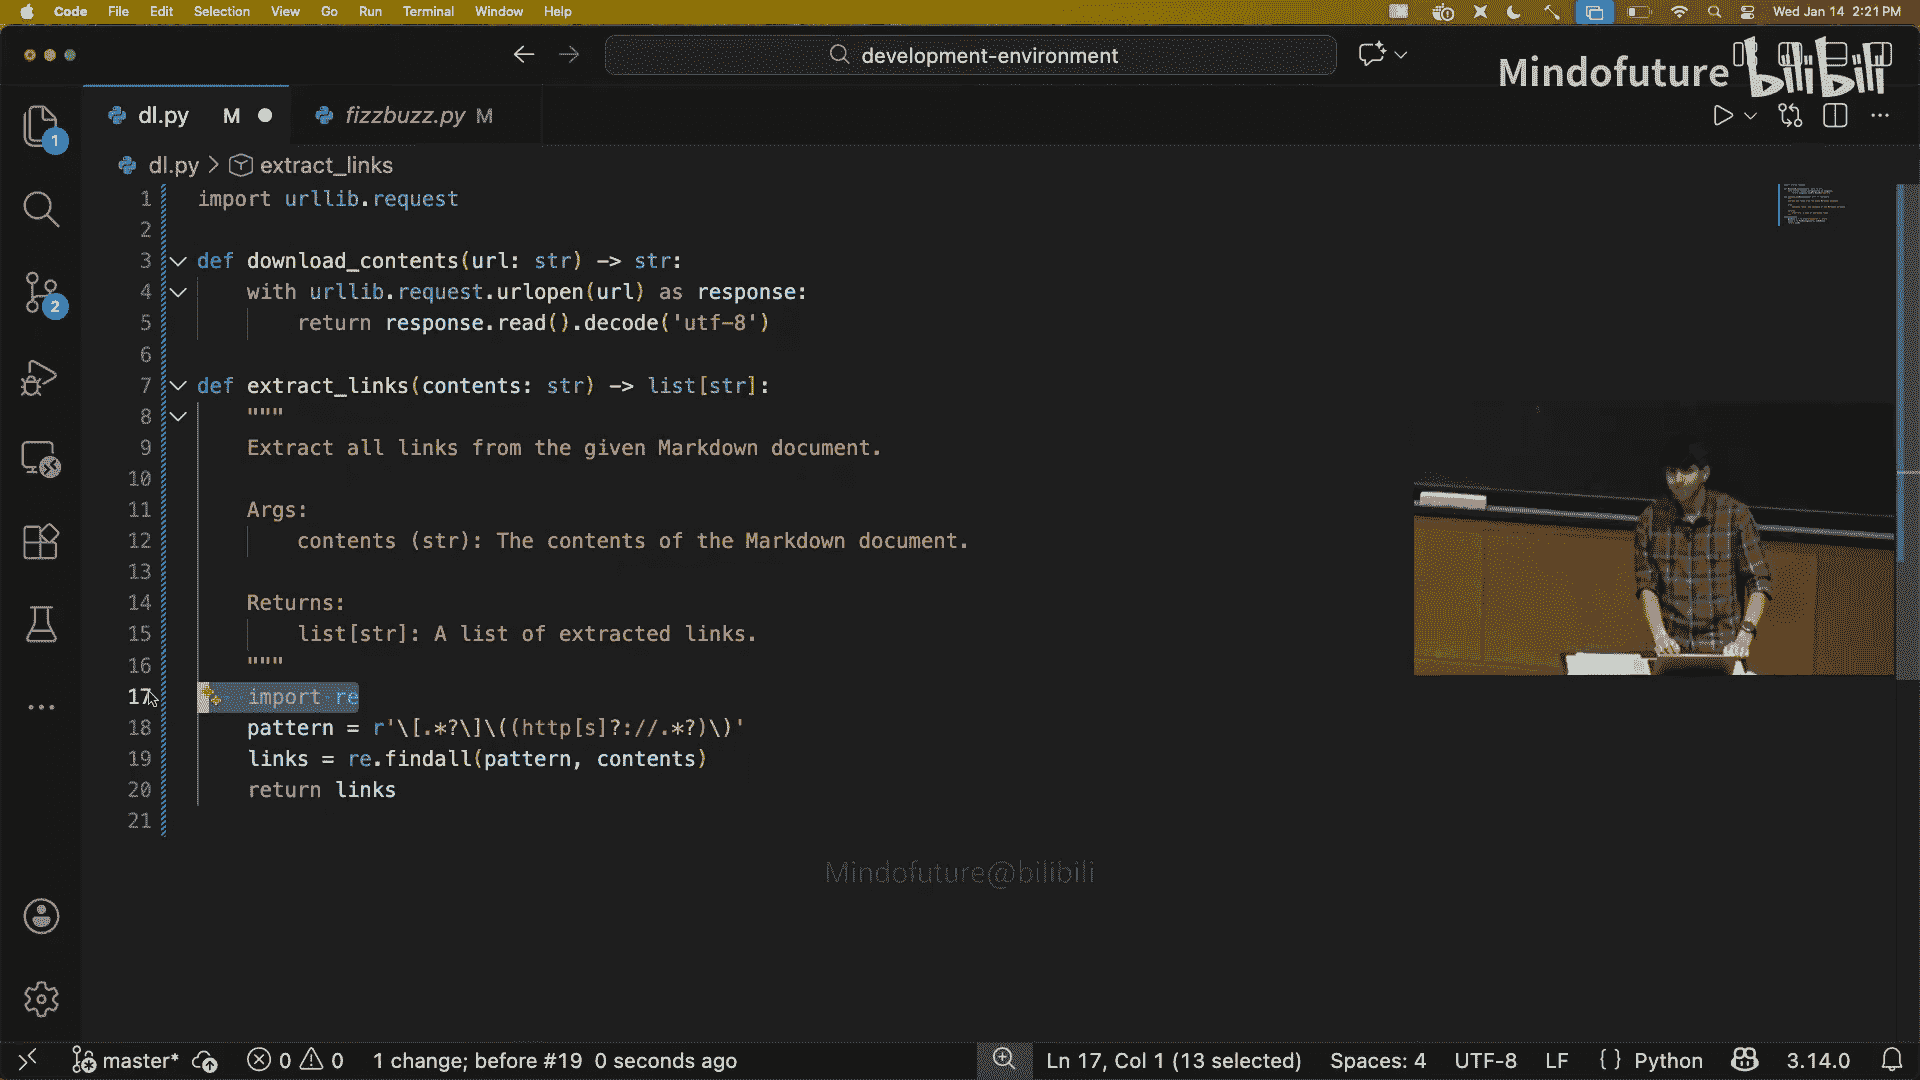 Code File Edit Selection View Go Run Terminal Window Help Wed Jan 14 2:21 PM
development-environment
Mindofuture bilibili
dl.py M fizzbuzz.py M
1
dl.py > extract_links
1 import urllib.request
2
3 def download_contents(url: str) -> str:
4 with urllib.request.urlopen(url) as response:
5 return response.read().decode('utf-8')
6
7 def extract_links(contents: str) -> list[str]:
8 """
9 Extract all links from the given Markdown document.
10
11 Args:
12 contents (str): The contents of the Markdown document.
13
14 Returns:
15 list[str]: A list of extracted links.
16 """
17 import re
18 pattern = r'\[.*?\]\((http[s]?://.*?)\)'
19 links = re.findall(pattern, contents)
20 return links
21
2
Mindofuture@bilibili
master* 0 0 1 change; before #19 0 seconds ago Ln 17, Col 1 (13 selected) Spaces: 4 UTF-8 LF { } Python 3.14.0